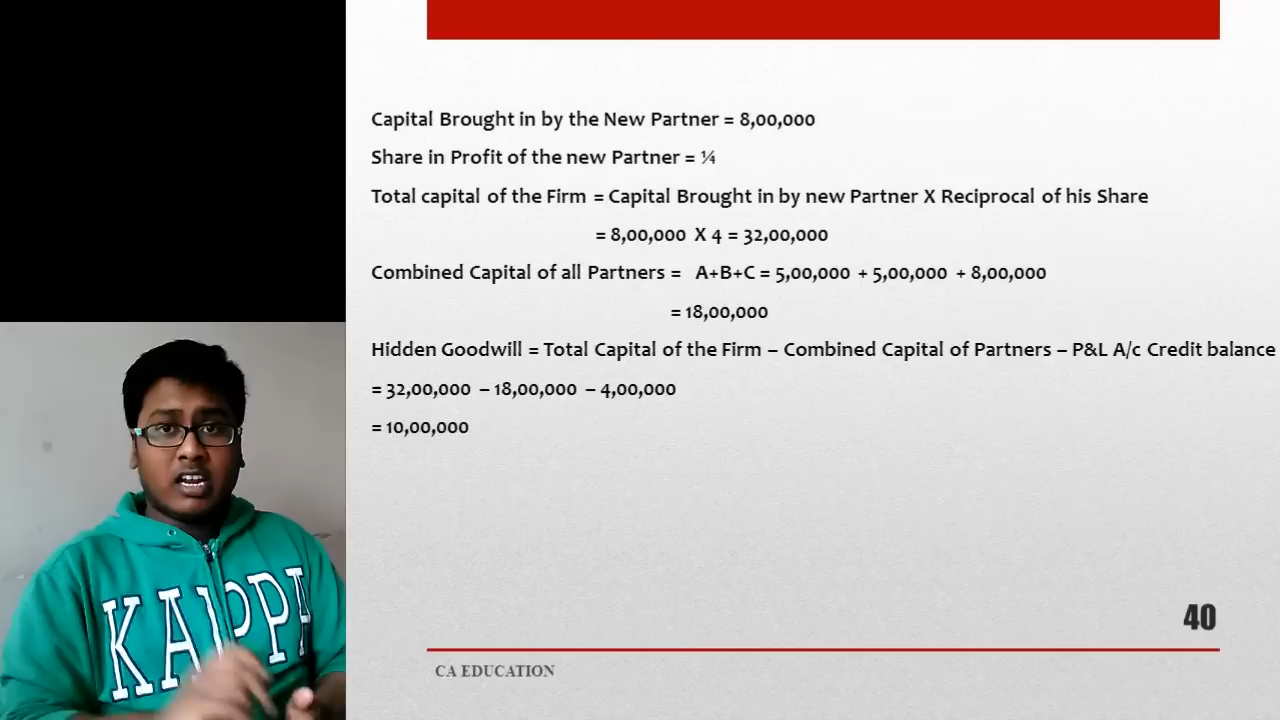 Capital Brought in by the New Partner = 8,00,000
Share in Profit of the new Partner = ¼
Total capital of the Firm = Capital Brought in by new Partner X Reciprocal of his Share
= 8,00,000 X 4 = 32,00,000
Combined Capital of all Partners = A+B+C = 5,00,000 + 5,00,000 + 8,00,000
= 18,00,000
Hidden Goodwill = Total Capital of the Firm – Combined Capital of Partners – P&L A/c Credit balance
= 32,00,000 – 18,00,000 – 4,00,000
= 10,00,000
KAPPA
40
CA EDUCATION